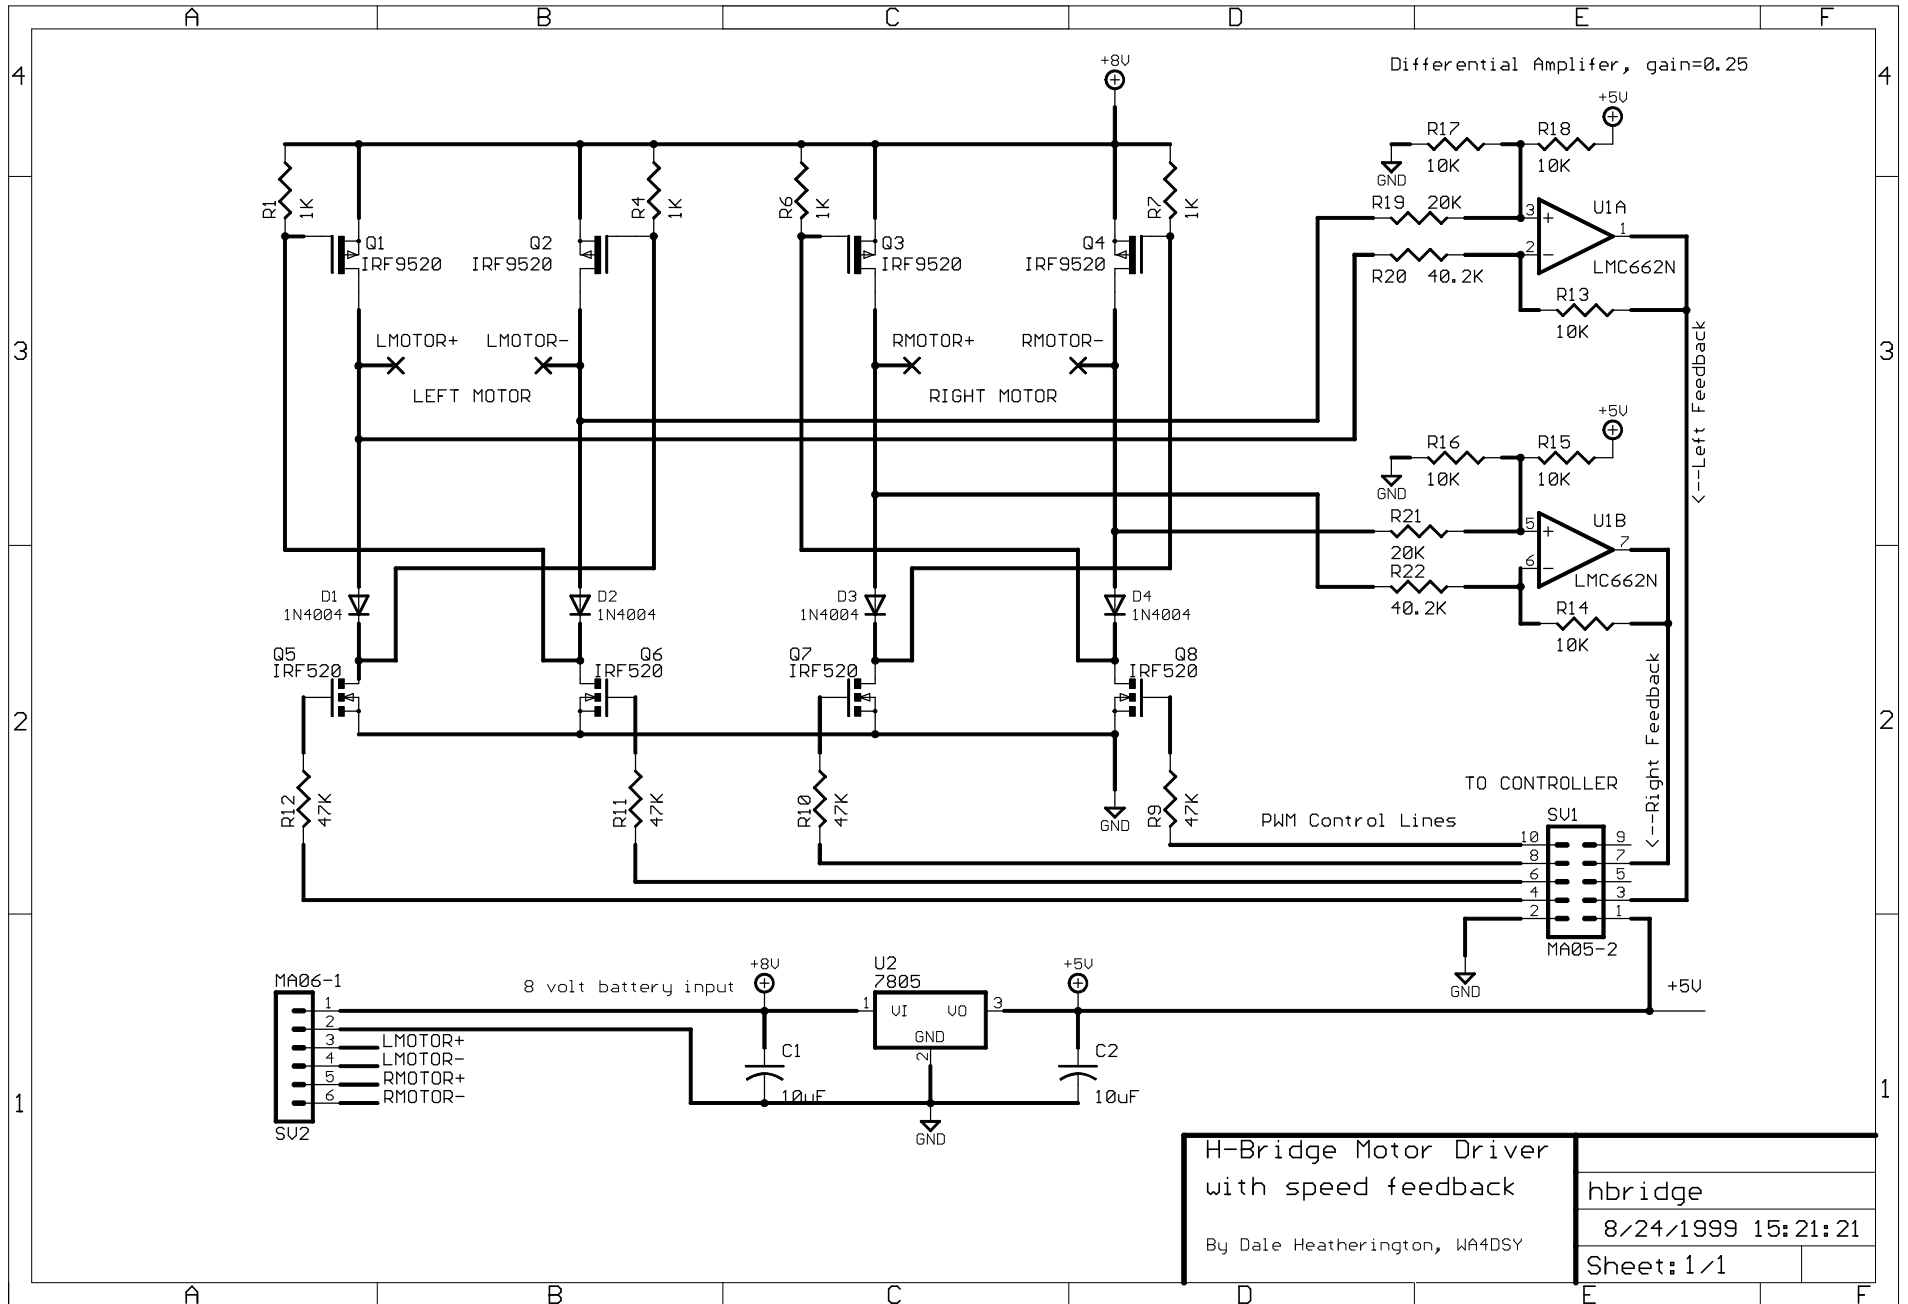 A B C D E F
4 4
+8V
Differential Amplifer, gain=0.25
+5V
R17 R18
10K 10K
GND
R1 1K
R4 1K
R6 1K
R7 1K
R19 20K
U1A
3 +
1
2 -
LMC662N
R20 40.2K
Q1
IRF9520
Q2
IRF9520
Q3
IRF9520
Q4
IRF9520
R13
10K
3 3
LMOTOR+ LMOTOR-
LEFT MOTOR
RMOTOR+ RMOTOR-
RIGHT MOTOR
<--Left Feedback
+5V
R16 R15
10K 10K
GND
R21
20K
U1B
5 +
7
6 -
LMC662N
R22
40.2K
R14
10K
D1
1N4004
D2
1N4004
D3
1N4004
D4
1N4004
Q5
IRF520
Q6
IRF520
Q7
IRF520
Q8
IRF520
<--Right Feedback
2 2
R12 47K
R11 47K
R10 47K
GND
R9 47K
TO CONTROLLER
PWM Control Lines
SV1
10 9
8 7
6 5
4 3
2 1
MA05-2
GND
+5V
MA06-1
1
2
3 LMOTOR+
4 LMOTOR-
5 RMOTOR+
6 RMOTOR-
SV2
8 volt battery input
+8V
U2
7805
1 VI VO 3
GND
2
+5V
C1
10uF
C2
10uF
GND
1 1
H-Bridge Motor Driver
with speed feedback
By Dale Heatherington, WA4DSY
hbridge
8/24/1999 15:21:21
Sheet: 1/1
A B C D E F